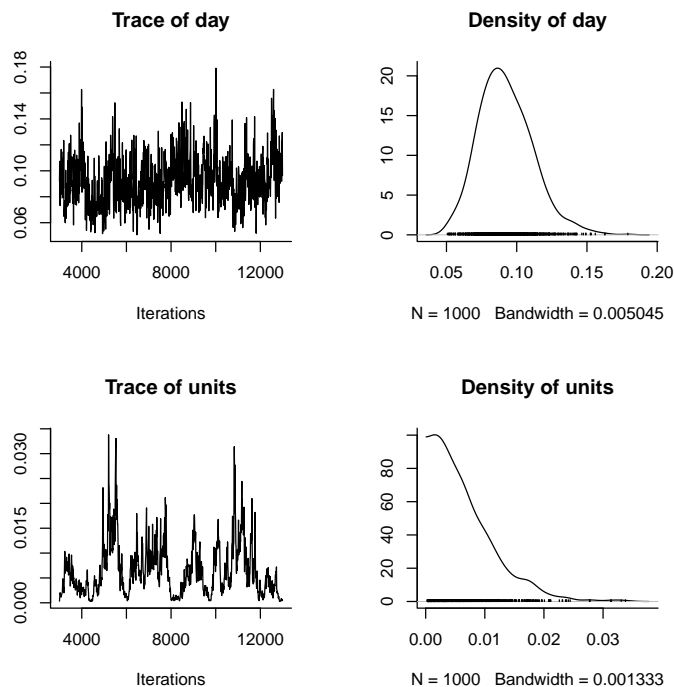 Trace of day
0.06 0.10 0.14 0.18
4000 8000 12000
Iterations
Density of day
0 5 10 15 20
0.05 0.10 0.15 0.20
N = 1000 Bandwidth = 0.005045
Trace of units
0.000 0.015 0.030
4000 8000 12000
Iterations
Density of units
0 20 40 60 80
0.00 0.01 0.02 0.03
N = 1000 Bandwidth = 0.001333